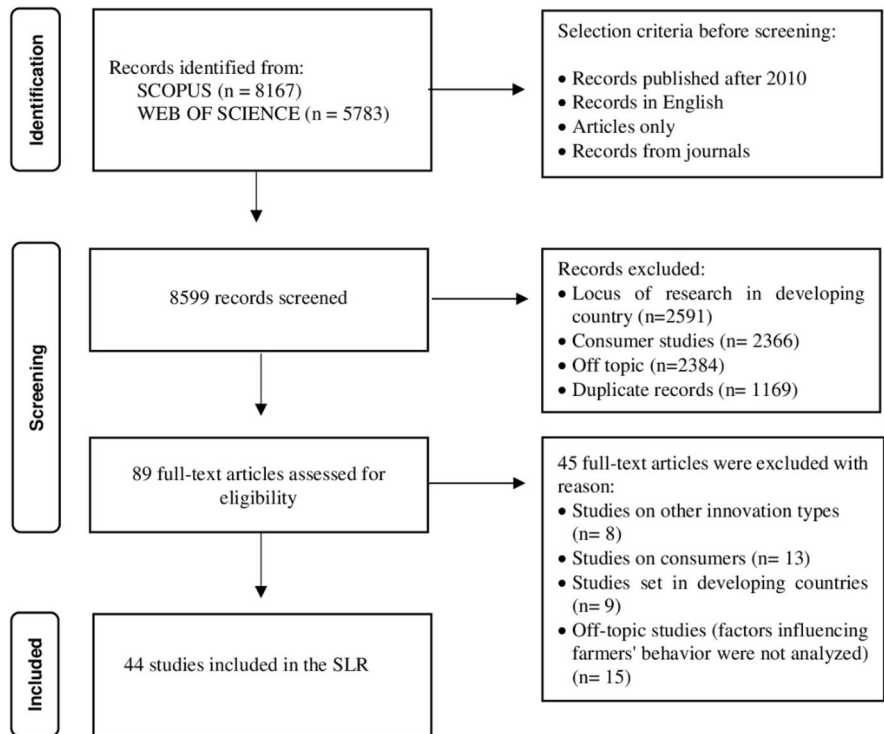 Identification
Records identified from:
SCOPUS (n = 8167)
WEB OF SCIENCE (n = 5783)
Selection criteria before screening:
• Records published after 2010
• Records in English
• Articles only
• Records from journals
Screening
8599 records screened
Records excluded:
• Locus of research in developing
country (n=2591)
• Consumer studies (n= 2366)
• Off topic (n=2384)
• Duplicate records (n= 1169)
89 full-text articles assessed for
eligibility
45 full-text articles were excluded with
reason:
• Studies on other innovation types
(n= 8)
• Studies on consumers (n= 13)
• Studies set in developing countries
(n= 9)
• Off-topic studies (factors influencing
farmers' behavior were not analyzed)
(n= 15)
Included
44 studies included in the SLR